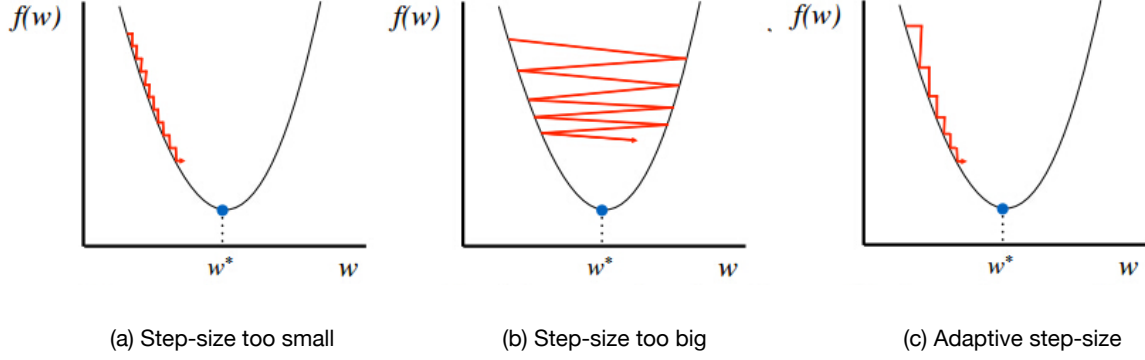 f(w)
w*
w
(a) Step-size too small
f(w)
w*
w
(b) Step-size too big
f(w)
w*
w
(c) Adaptive step-size